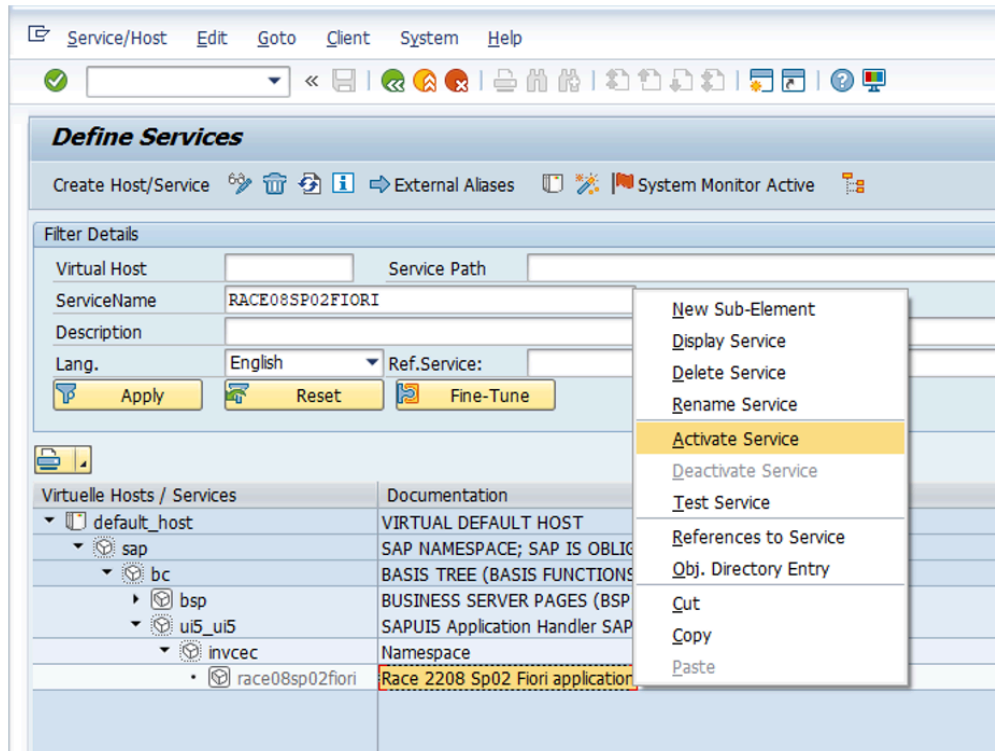 Service/Host Edit Goto Client System Help
Define Services
Create Host/Service External Aliases System Monitor Active
Filter Details
Virtual Host Service Path
ServiceName RACE08SP02FIORI
Description
Lang. English Ref.Service:
Apply Reset Fine-Tune
New Sub-Element
Display Service
Delete Service
Rename Service
Activate Service
Deactivate Service
Test Service
References to Service
Obj. Directory Entry
Cut
Copy
Paste
Virtuelle Hosts / Services Documentation
default_host VIRTUAL DEFAULT HOST
sap SAP NAMESPACE; SAP IS OBLIG
bc BASIS TREE (BASIS FUNCTIONS
bsp BUSINESS SERVER PAGES (BSP
ui5_ui5 SAPUI5 Application Handler SAP
invcec Namespace
race08sp02fiori Race 2208 Sp02 Fiori application